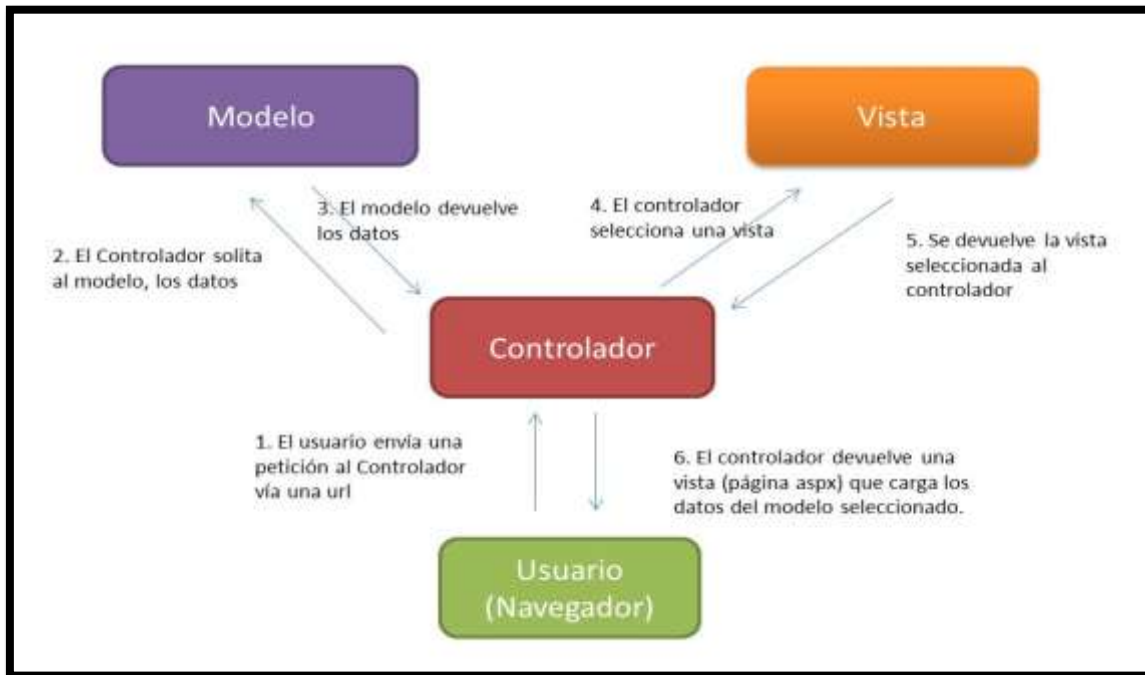 Modelo
Vista
3. El modelo devuelve
los datos
4. El controlador
selecciona una vista
2. El Controlador solita
al modelo, los datos
5. Se devuelve la vista
seleccionada al
controlador
Controlador
1. El usuario envía una
petición al Controlador
vía una url
6. El controlador devuelve una
vista (página aspx) que carga los
datos del modelo seleccionado.
Usuario
(Navegador)